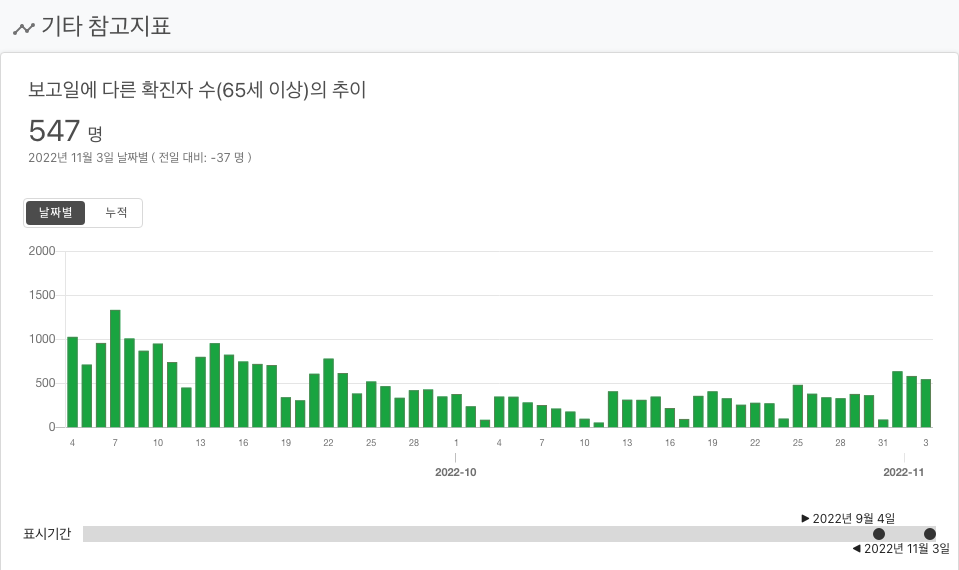 기타 참고지표
보고일에 다른 확진자 수(65세 이상)의 추이
547 명
2022년 11월 3일 날짜별 ( 전일 대비: -37 명 )
날짜별 누적
2000
1500
1000
500
0
4 7 10 13 16 19 22 25 28 1 4 7 10 13 16 19 22 25 28 31 3
2022-10 2022-11
▶ 2022년 9월 4일
표시기간
◀ 2022년 11월 3일